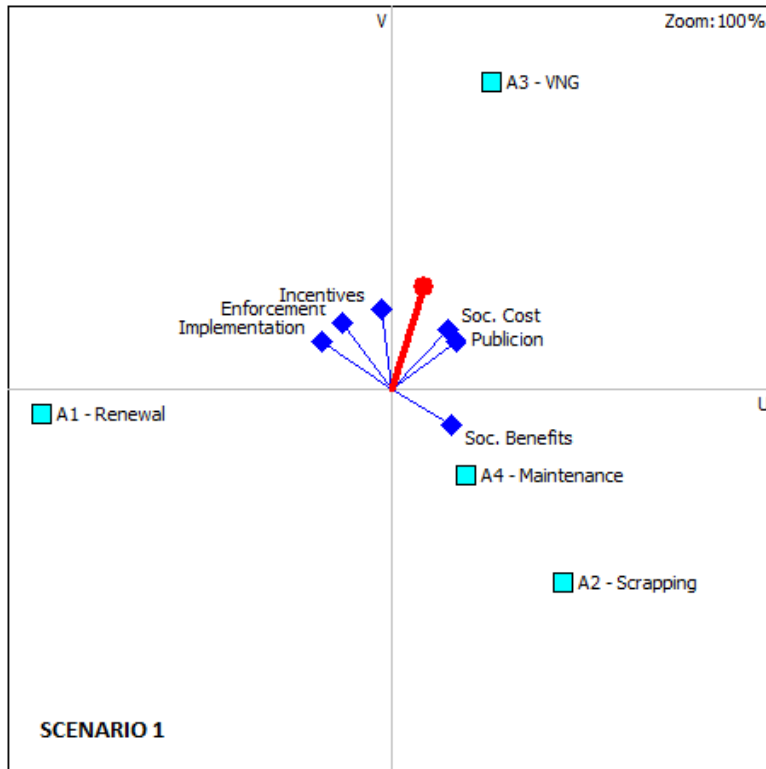 V
Zoom: 100%
A3 - VNG
Incentives
Enforcement
Implementation
Soc. Cost
Publicion
U
A1 - Renewal
Soc. Benefits
A4 - Maintenance
A2 - Scrapping
SCENARIO 1